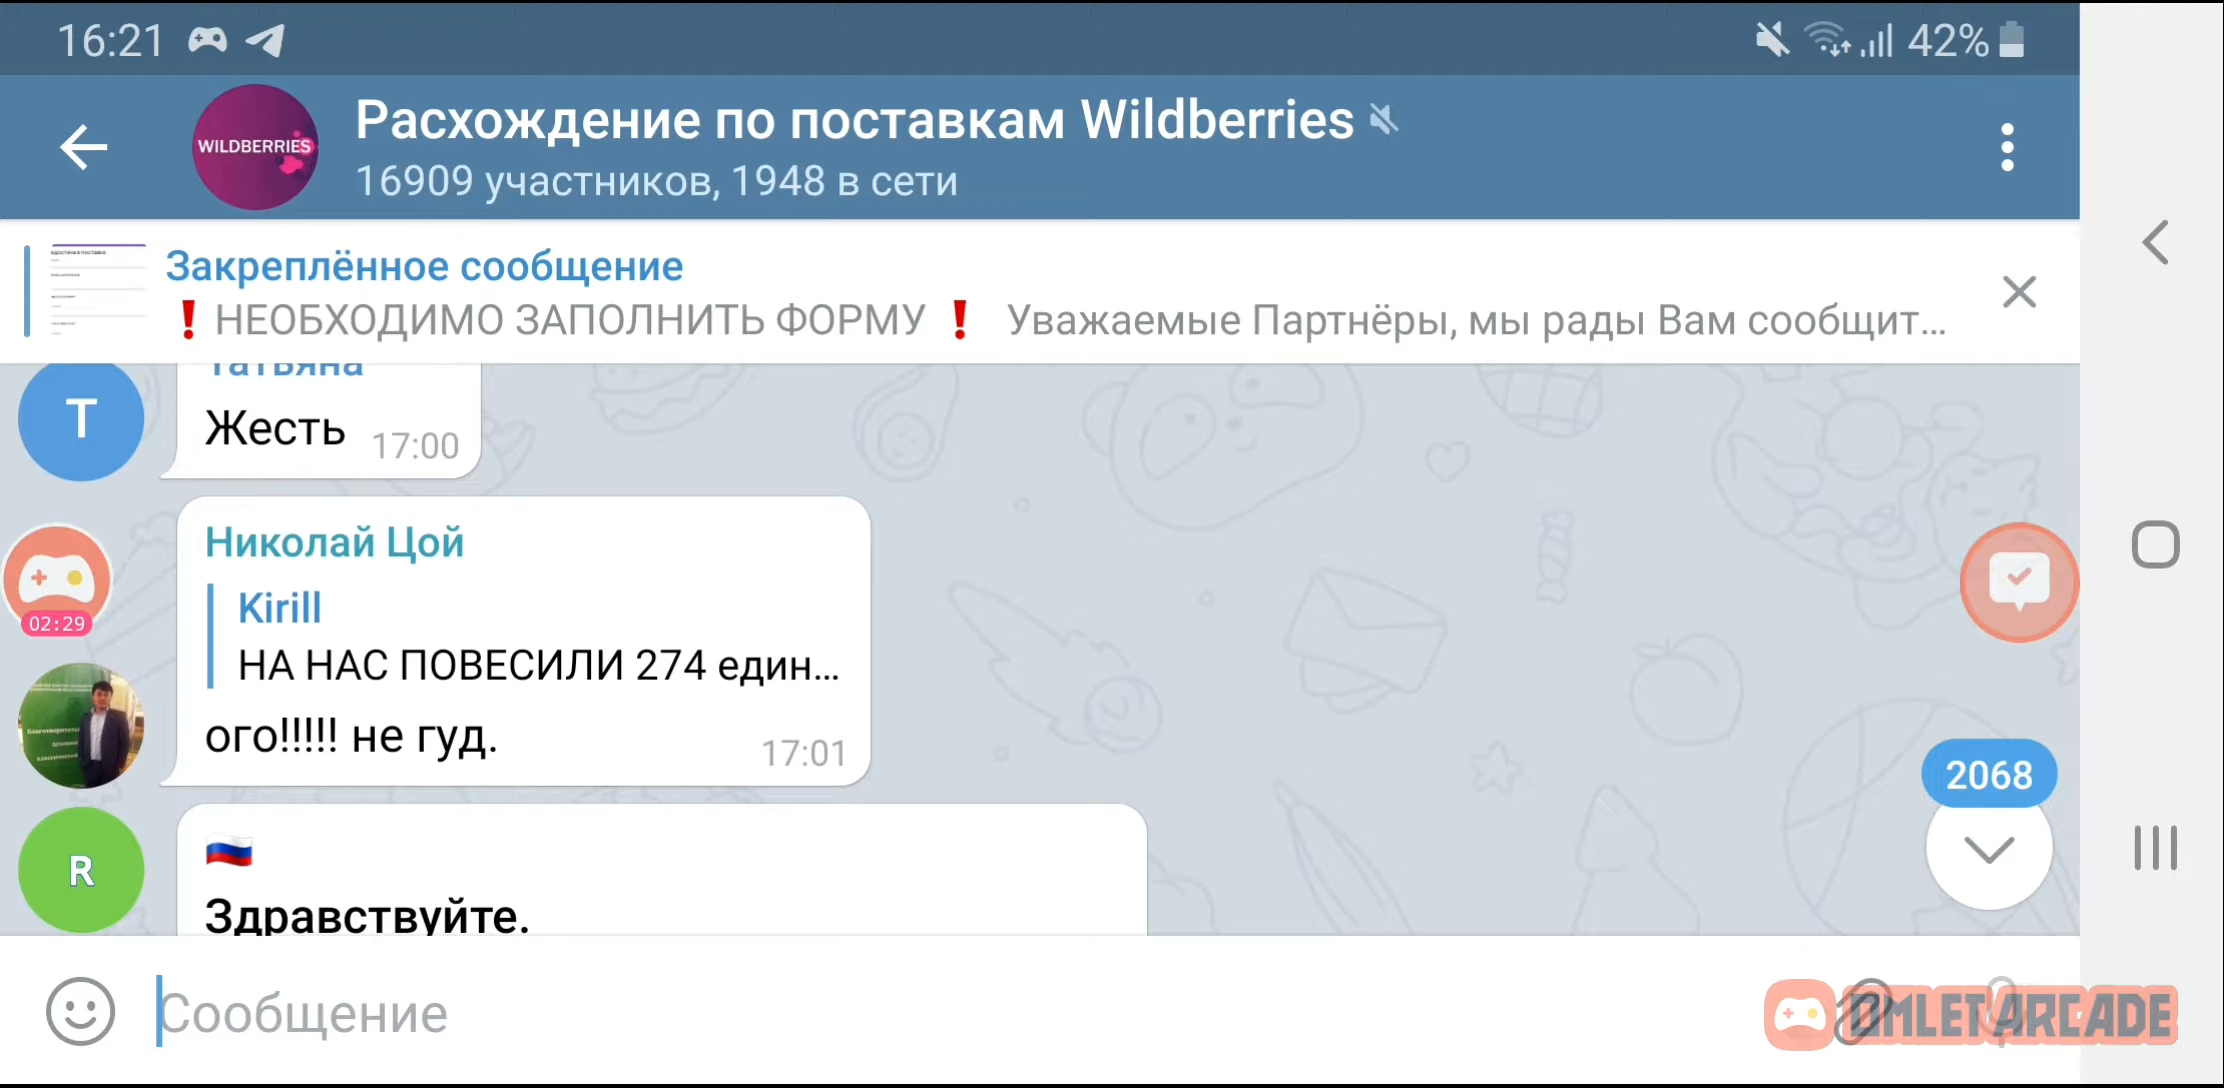 16:21
42%
Расхождение по поставкам Wildberries
WILDBERRIES
16909 участников, 1948 в сети
Закреплённое сообщение
❗НЕОБХОДИМО ЗАПОЛНИТЬ ФОРМУ❗ Уважаемые Партнёры, мы рады Вам сообщит...
Татьяна
T
Жесть 17:00
Николай Цой
Kirill
02:29
НА НАС ПОВЕСИЛИ 274 един...
ого!!!!! не гуд. 17:01
2068
R
Здравствуйте.
Сообщение
OMLET ARCADE